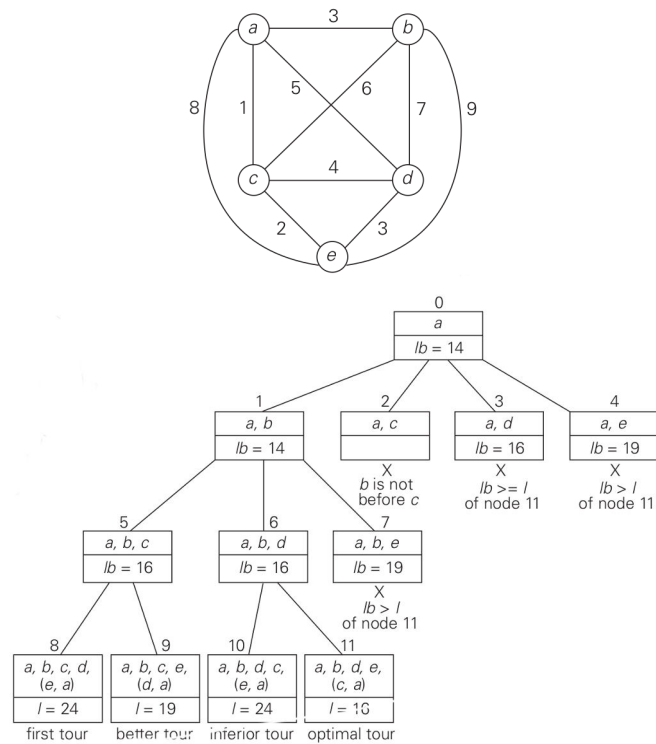 3
a b
5 6
8 1 7 9
4
c d
2 3
e
0
a
lb = 14
1 2 3 4
a, b a, c a, d a, e
lb = 14 lb = 16 lb = 19
X X X
b is not lb >= l lb > l
before c of node 11 of node 11
5 6 7
a, b, c a, b, d a, b, e
lb = 16 lb = 16 lb = 19
X
lb > l
of node 11
8 9 10 11
a, b, c, d, a, b, c, e, a, b, d, c, a, b, d, e,
(e, a) (d, a) (e, a) (c, a)
l = 24 l = 19 l = 24 l =
first tour better tour inferior tour optimal tour